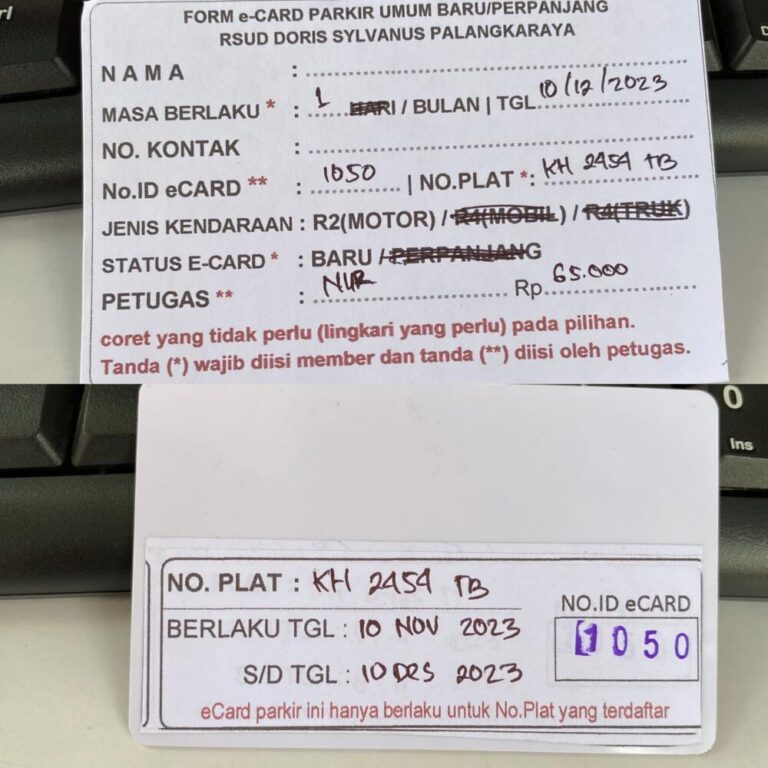 FORM e-CARD PARKIR UMUM BARU/PERPANJANG
RSUD DORIS SYLVANUS PALANGKARAYA
NAMA :
MASA BERLAKU * : 1 HARI / BULAN | TGL 10/12/2023
NO. KONTAK :
No.ID eCARD ** : 1050 | NO.PLAT *: KH 2454 TB
JENIS KENDARAAN : R2(MOTOR) / R4(MOBIL) / R4(TRUK)
STATUS E-CARD * : BARU / PERPANJANG
PETUGAS ** : NUR Rp 65.000
coret yang tidak perlu (lingkari yang perlu) pada pilihan.
Tanda (*) wajib diisi member dan tanda (**) diisi oleh petugas.
0
Ins
NO. PLAT : KH 2454 TB
BERLAKU TGL : 10 NOV 2023
S/D TGL : 10 DES 2023
NO.ID eCARD
1050
eCard parkir ini hanya berlaku untuk No.Plat yang terdaftar